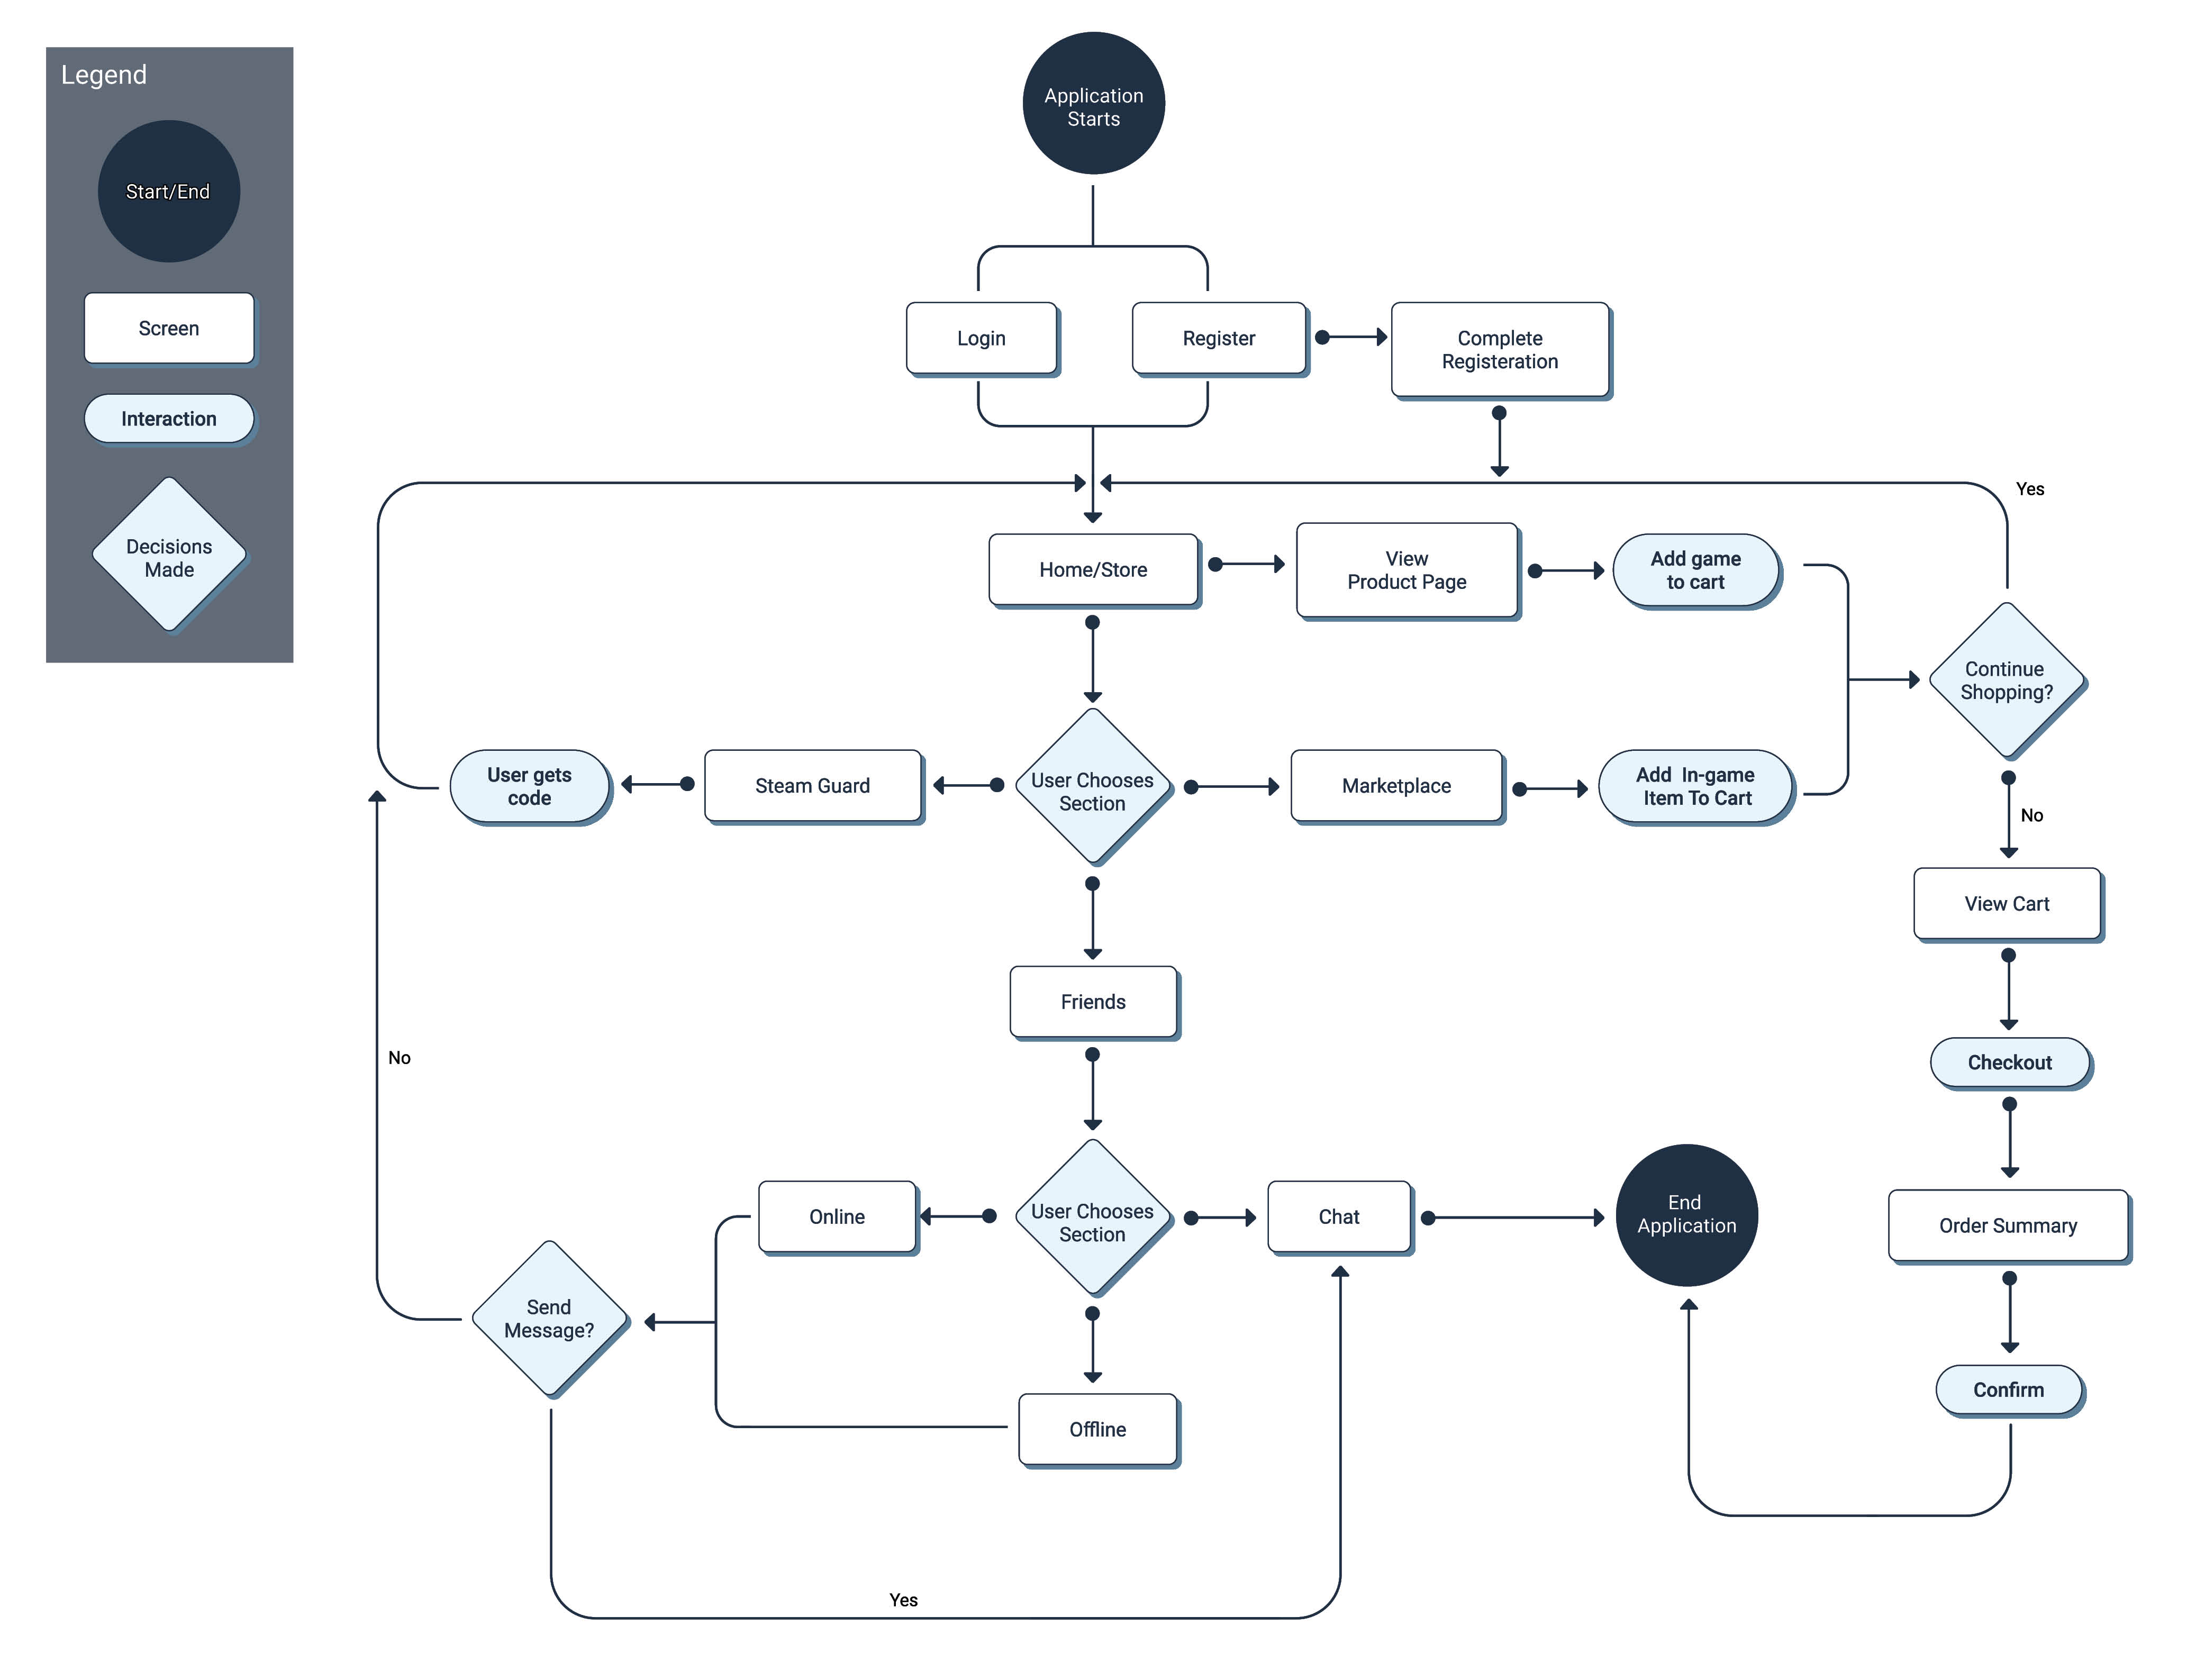 Legend
Start/End
Screen
Interaction
Decisions
Made
Application
Starts
Login
Register
Complete
Registeration
Yes
Home/Store
View
Product Page
Add game
to cart
Continue
Shopping?
User gets
code
Steam Guard
User Chooses
Section
Marketplace
Add  In-game
Item To Cart
No
View Cart
Friends
No
Checkout
Online
User Chooses
Section
Chat
End
Application
Order Summary
Send
Message?
Offline
Confirm
Yes